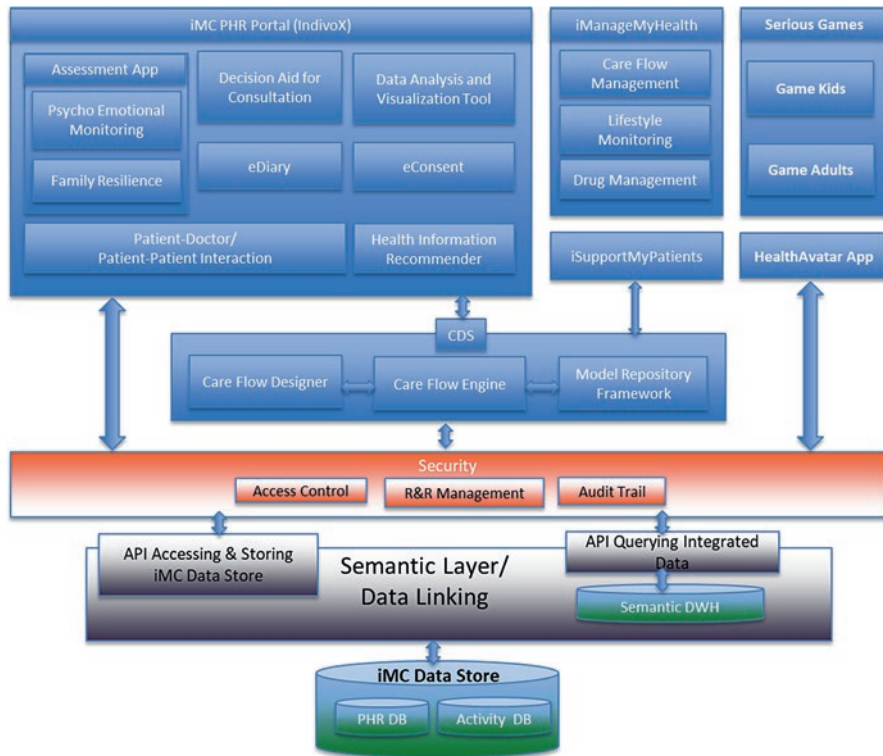 iMC PHR Portal (IndivoX)
Assessment App
Psycho Emotional
Monitoring
Family Resilience
Decision Aid for
Consultation
Data Analysis and
Visualization Tool
eDiary
eConsent
Patient-Doctor/
Patient-Patient Interaction
Health Information
Recommender
iManageMyHealth
Care Flow
Management
Lifestyle
Monitoring
Drug Management
Serious Games
Game Kids
Game Adults
iSupportMyPatients
HealthAvatar App
CDS
Care Flow Designer
Care Flow Engine
Model Repository
Framework
Security
Access Control
R&R Management
Audit Trail
API Accessing & Storing
iMC Data Store
Semantic Layer/
Data Linking
API Querying Integrated
Data
Semantic DWH
iMC Data Store
PHR DB
Activity DB